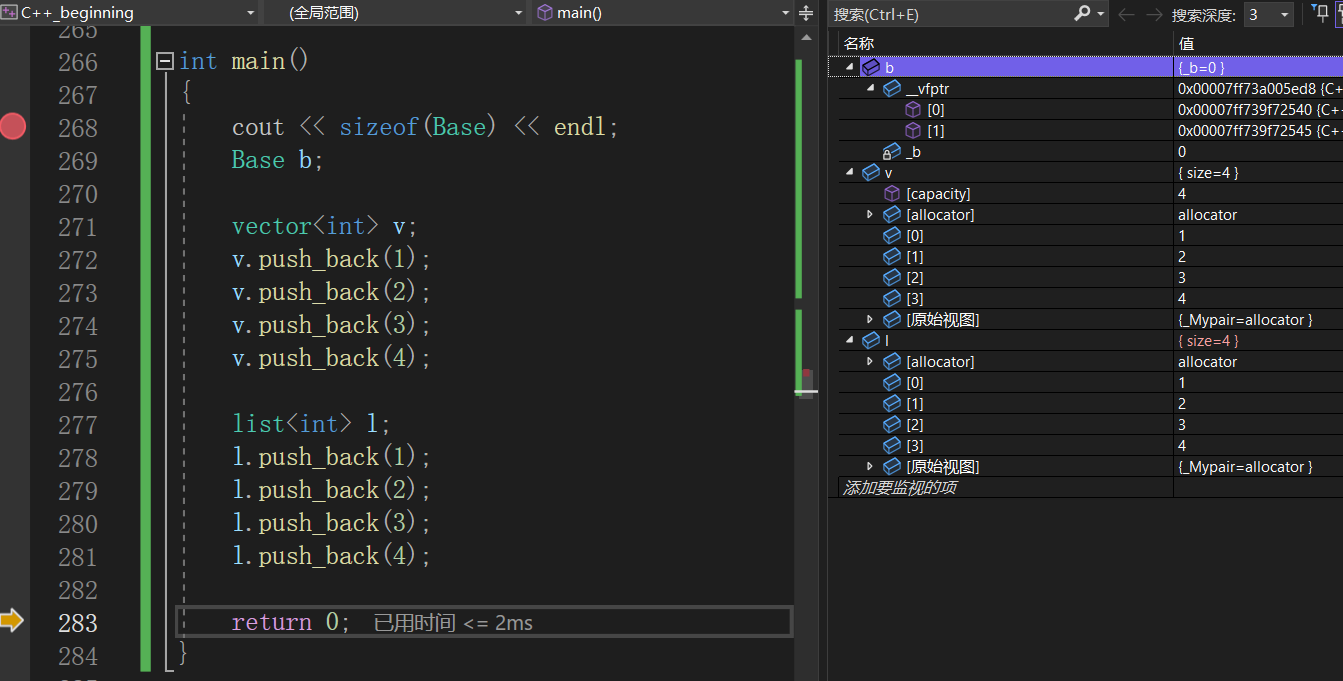 C++_beginning (全局范围) main()
265
266 int main()
267 {
268 cout << sizeof(Base) << endl;
269 Base b;
270
271 vector<int> v;
272 v.push_back(1);
273 v.push_back(2);
274 v.push_back(3);
275 v.push_back(4);
276
277 list<int> l;
278 l.push_back(1);
279 l.push_back(2);
280 l.push_back(3);
281 l.push_back(4);
282
283 return 0; 已用时间 <= 2ms
284 }
搜索(Ctrl+E) 搜索深度: 3
名称 值
b {_b=0 }
__vfptr 0x00007ff73a005ed8 {C+
[0] 0x00007ff739f72540 {C+
[1] 0x00007ff739f72545 {C+
_b 0
v { size=4 }
[capacity] 4
[allocator] allocator
[0] 1
[1] 2
[2] 3
[3] 4
[原始视图] {_Mypair=allocator }
l { size=4 }
[allocator] allocator
[0] 1
[1] 2
[2] 3
[3] 4
[原始视图] {_Mypair=allocator }
添加要监视的项